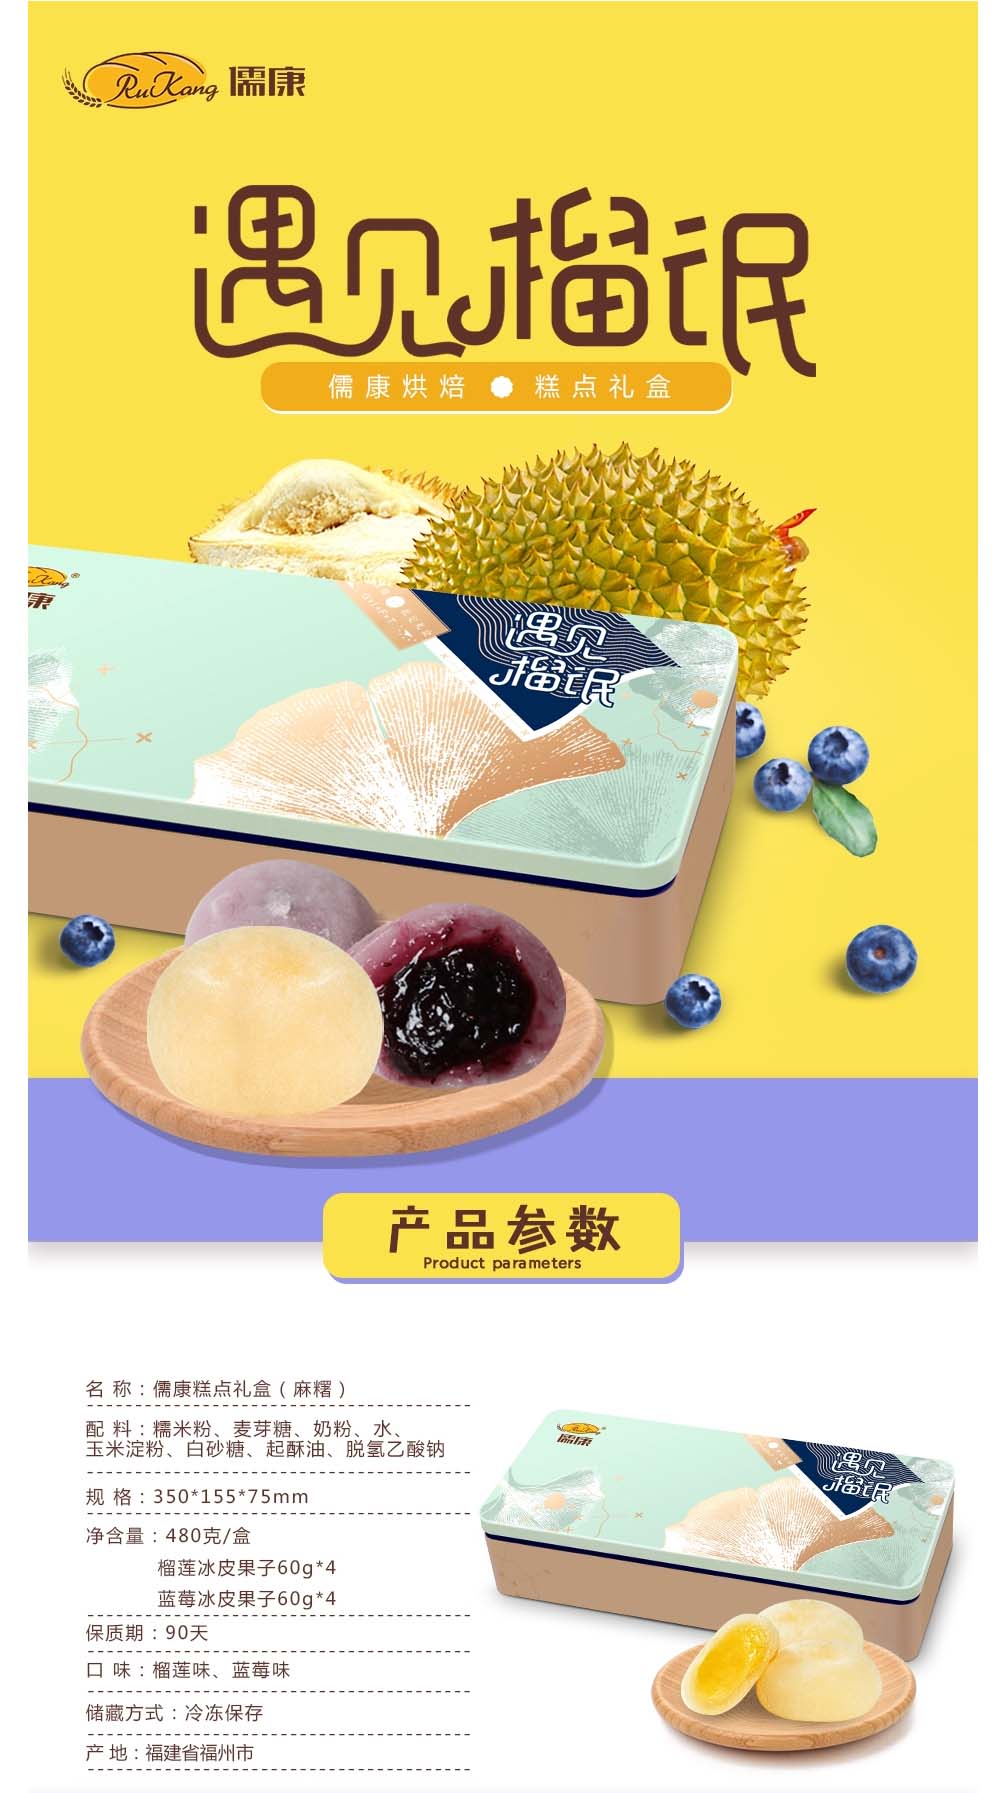 RuKang 儒康
遇见榴氓
儒康烘焙 糕点礼盒
Kang®
康
遇见
榴氓
产品参数
Product parameters
名 称：儒康糕点礼盒（麻糬）
配 料：糯米粉、麦芽糖、奶粉、水、
玉米淀粉、白砂糖、起酥油、脱氢乙酸钠
规 格：350*155*75mm
净含量：480克/盒
榴莲冰皮果子60g*4
蓝莓冰皮果子60g*4
保质期：90天
口 味：榴莲味、蓝莓味
储藏方式：冷冻保存
产 地：福建省福州市
儒康
遇见
榴氓